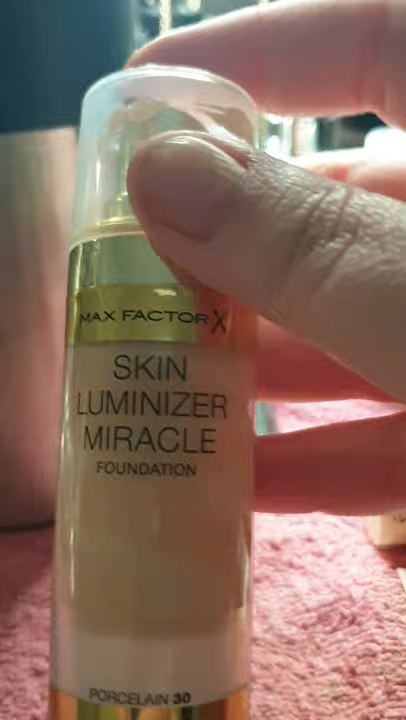 MAX FACTOR X
SKIN
LUMINIZER
MIRACLE
FOUNDATION
PORCELAIN 30